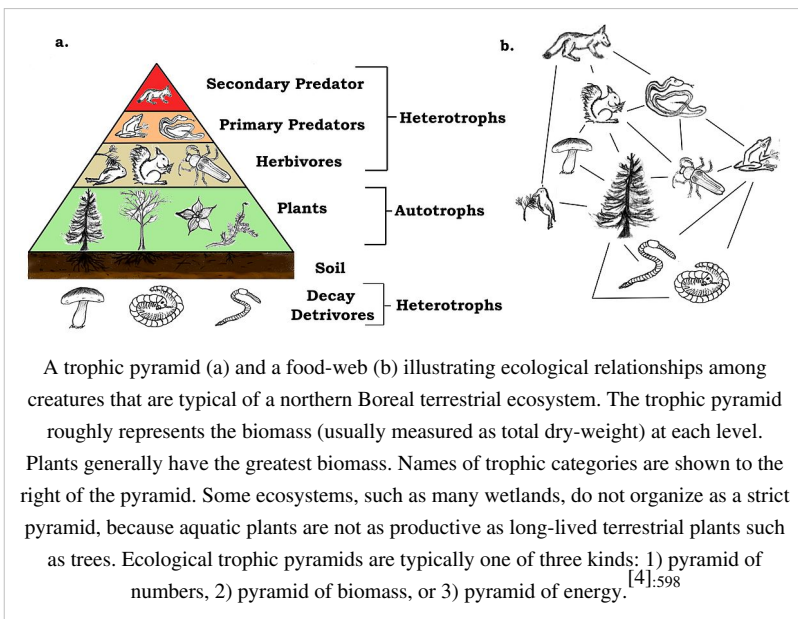 a.
b.
Secondary Predator
Primary Predators
Heterotrophs
Herbivores
Plants
Autotrophs
Soil
Decay
Detrivores
Heterotrophs
A trophic pyramid (a) and a food-web (b) illustrating ecological relationships among
creatures that are typical of a northern Boreal terrestrial ecosystem. The trophic pyramid
roughly represents the biomass (usually measured as total dry-weight) at each level.
Plants generally have the greatest biomass. Names of trophic categories are shown to the
right of the pyramid. Some ecosystems, such as many wetlands, do not organize as a strict
pyramid, because aquatic plants are not as productive as long-lived terrestrial plants such
as trees. Ecological trophic pyramids are typically one of three kinds: 1) pyramid of
numbers, 2) pyramid of biomass, or 3) pyramid of energy.[4]:598